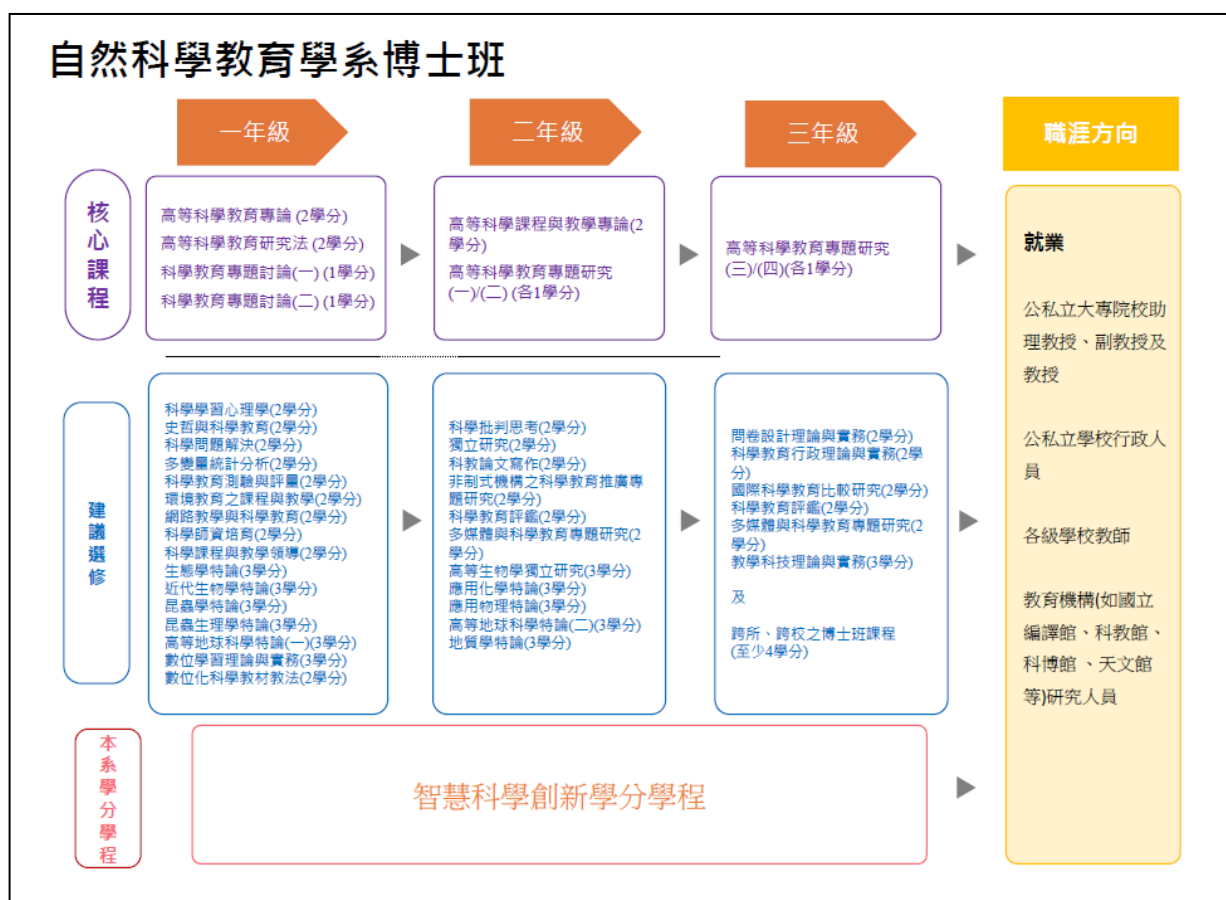 自然科學教育學系博士班
一年級
二年級
三年級
職涯方向
核
心
課
程
高等科學教育專論 (2學分)
高等科學教育研究法 (2學分)
科學教育專題討論(一) (1學分)
科學教育專題討論(二) (1學分)
高等科學課程與教學專論(2
學分)
高等科學教育專題研究
(一)/(二) (各1學分)
高等科學教育專題研究
(三)/(四)(各1學分)
建
議
選
修
科學學習心理學(2學分)
史哲與科學教育(2學分)
科學問題解決(2學分)
多變量統計分析(2學分)
科學教育測驗與評量(2學分)
環境教育之課程與教學(2學分)
網路教學與科學教育(2學分)
科學師資培育(2學分)
科學課程與教學領導(2學分)
生態學特論(3學分)
近代生物學特論(3學分)
昆蟲學特論(3學分)
昆蟲生理學特論(3學分)
高等地球科學特論(一)(3學分)
數位學習理論與實務(3學分)
數位化科學教材教法(2學分)
科學批判思考(2學分)
獨立研究(2學分)
科教論文寫作(2學分)
非制式機構之科學教育推廣專
題研究(2學分)
科學教育評鑑(2學分)
多媒體與科學教育專題研究(2
學分)
高等生物學獨立研究(3學分)
應用化學特論(3學分)
應用物理特論(3學分)
高等地球科學特論(二)(3學分)
地質學特論(3學分)
問卷設計理論與實務(2學分)
科學教育行政理論與實務(2學
分)
國際科學教育比較研究(2學分)
科學教育評鑑(2學分)
多媒體與科學教育專題研究(2
學分)
教學科技理論與實務(3學分)
及
跨所、跨校之博士班課程
(至少4學分)
本
系
學
分
學
程
智慧科學創新學分學程
就業
公私立大專院校助
理教授、副教授及
教授
公私立學校行政人
員
各級學校教師
教育機構(如國立
編譯館、科教館、
科博館 、天文館
等)研究人員